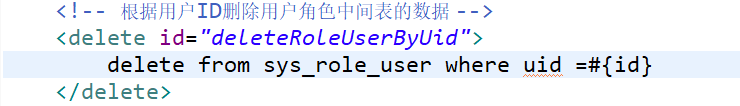 <!-- 根据用户ID删除用户角色中间表的数据 -->
<delete id="deleteRoleUserByUid">
delete from sys_role_user where uid =#{id}
</delete>